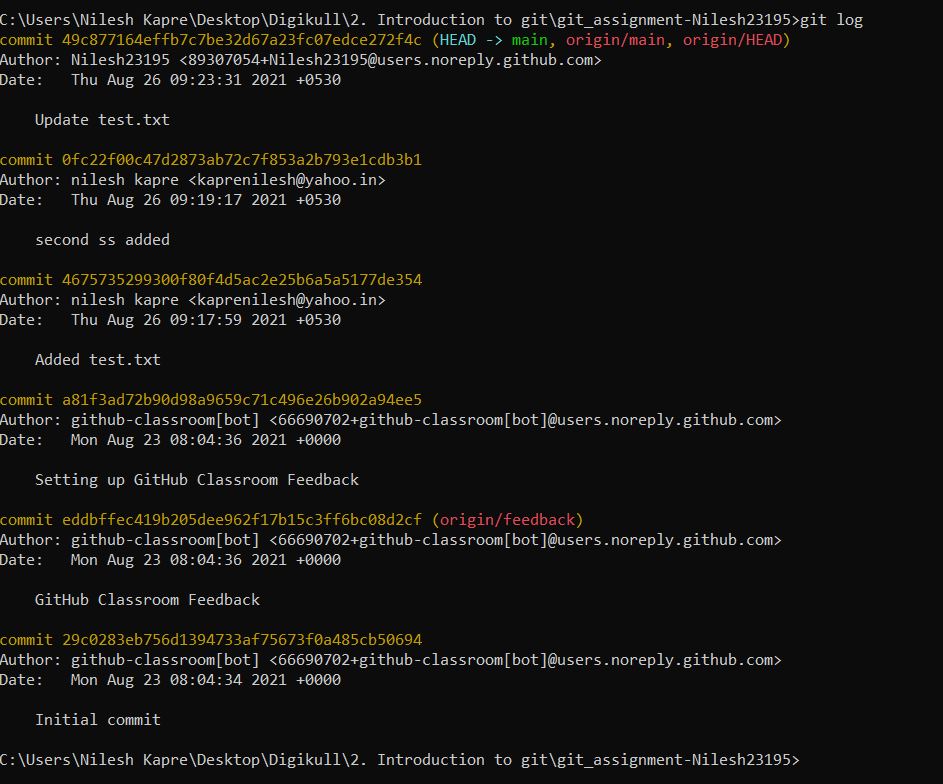 C:\Users\Nilesh Kapre\Desktop\Digikull\2. Introduction to git\git_assignment-Nilesh23195>git log
commit 49c877164effb7c7be32d67a23fc07edce272f4c (HEAD -> main, origin/main, origin/HEAD)
Author: Nilesh23195 <89307054+Nilesh23195@users.noreply.github.com>
Date:   Thu Aug 26 09:23:31 2021 +0530
    Update test.txt
commit 0fc22f00c47d2873ab72c7f853a2b793e1cdb3b1
Author: nilesh kapre <kaprenilesh@yahoo.in>
Date:   Thu Aug 26 09:19:17 2021 +0530
    second ss added
commit 4675735299300f80f4d5ac2e25b6a5a5177de354
Author: nilesh kapre <kaprenilesh@yahoo.in>
Date:   Thu Aug 26 09:17:59 2021 +0530
    Added test.txt
commit a81f3ad72b90d98a9659c71c496e26b902a94ee5
Author: github-classroom[bot] <66690702+github-classroom[bot]@users.noreply.github.com>
Date:   Mon Aug 23 08:04:36 2021 +0000
    Setting up GitHub Classroom Feedback
commit eddbffec419b205dee962f17b15c3ff6bc08d2cf (origin/feedback)
Author: github-classroom[bot] <66690702+github-classroom[bot]@users.noreply.github.com>
Date:   Mon Aug 23 08:04:36 2021 +0000
    GitHub Classroom Feedback
commit 29c0283eb756d1394733af75673f0a485cb50694
Author: github-classroom[bot] <66690702+github-classroom[bot]@users.noreply.github.com>
Date:   Mon Aug 23 08:04:34 2021 +0000
    Initial commit
C:\Users\Nilesh Kapre\Desktop\Digikull\2. Introduction to git\git_assignment-Nilesh23195>